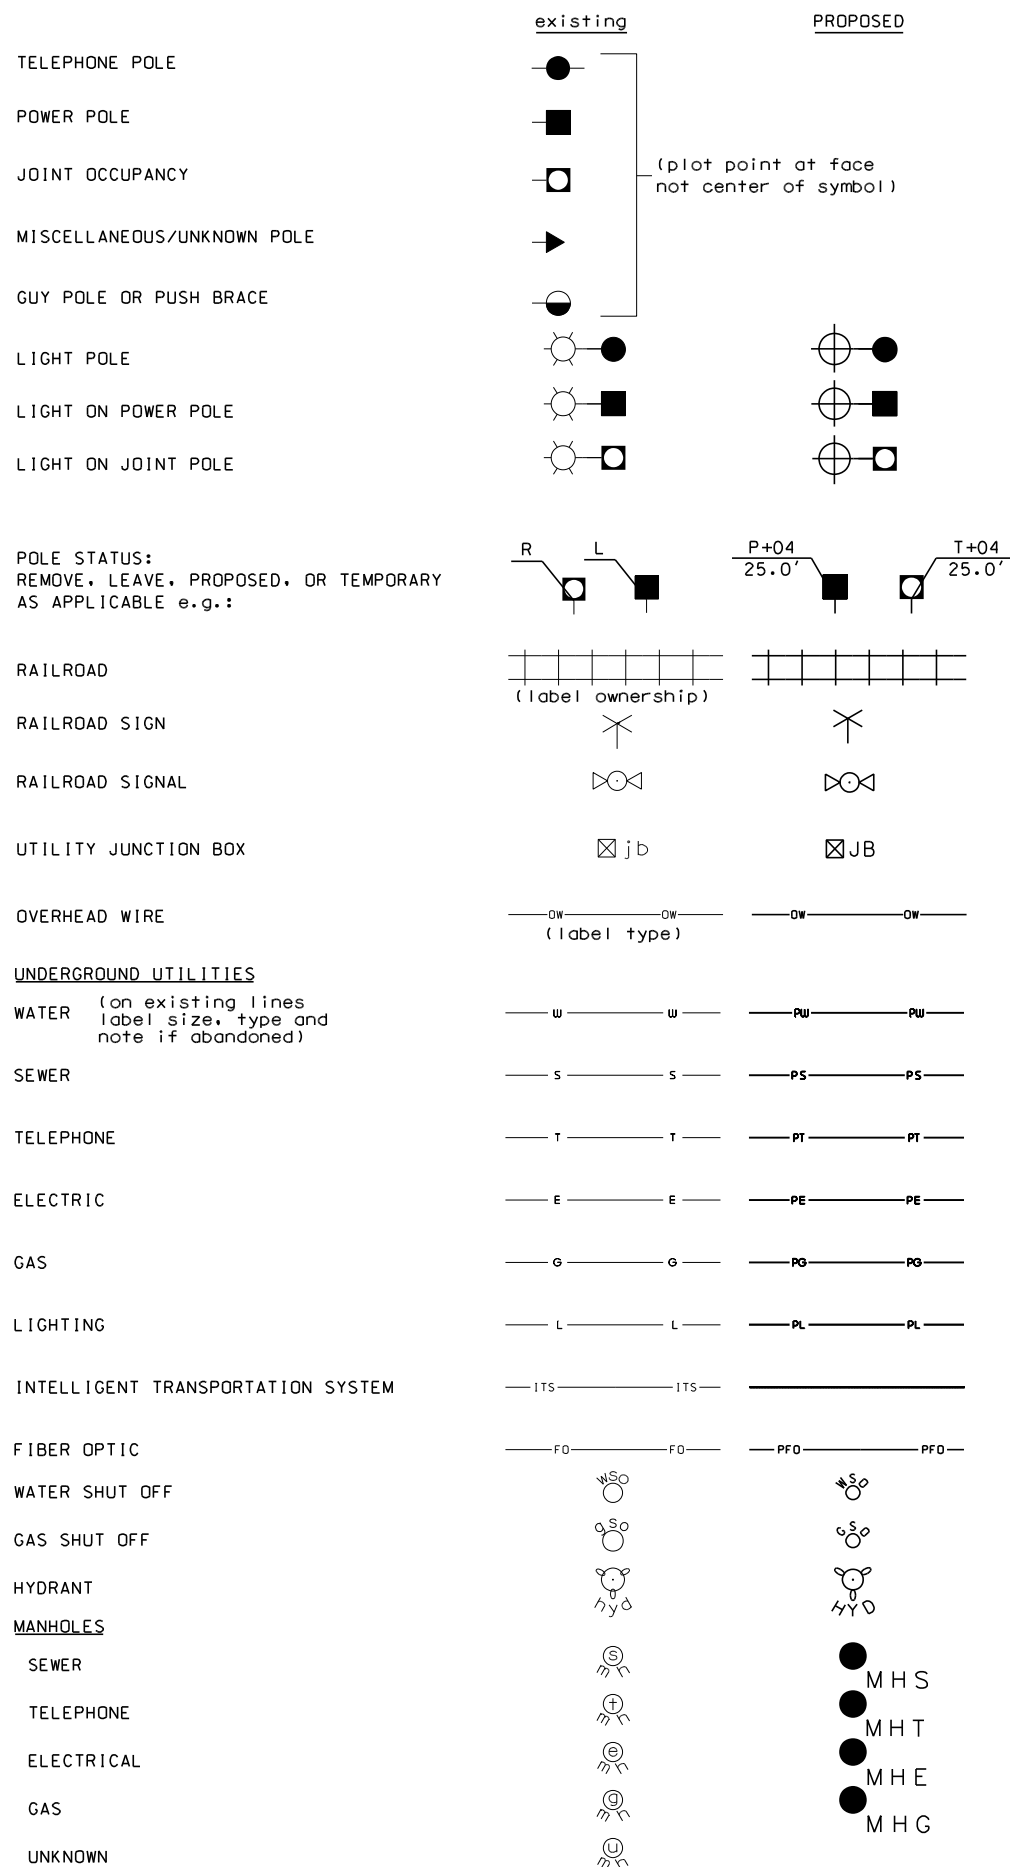 existing PROPOSED
TELEPHONE POLE
POWER POLE
(plot point at face
not center of symbol)
JOINT OCCUPANCY
MISCELLANEOUS/UNKNOWN POLE
GUY POLE OR PUSH BRACE
LIGHT POLE
LIGHT ON POWER POLE
LIGHT ON JOINT POLE
POLE STATUS:
REMOVE, LEAVE, PROPOSED, OR TEMPORARY
AS APPLICABLE e.g.:
R L P+04 T+04
25.0' 25.0'
RAILROAD
(label ownership)
RAILROAD SIGN
RAILROAD SIGNAL
UTILITY JUNCTION BOX jb JB
OVERHEAD WIRE OW OW OW OW
(label type)
UNDERGROUND UTILITIES
WATER (on existing lines
label size, type and
note if abandoned)
W W PW PW
SEWER S S PS PS
TELEPHONE T T PT PT
ELECTRIC E E PE PE
GAS G G PG PG
LIGHTING L L PL PL
INTELLIGENT TRANSPORTATION SYSTEM ITS ITS
FIBER OPTIC FO FO PFO PFO
WATER SHUT OFF wso WSO
GAS SHUT OFF gso GSO
HYDRANT hyd HYD
MANHOLES
SEWER s mh MHS
TELEPHONE t mh MHT
ELECTRICAL e mh MHE
GAS g mh MHG
UNKNOWN u mh